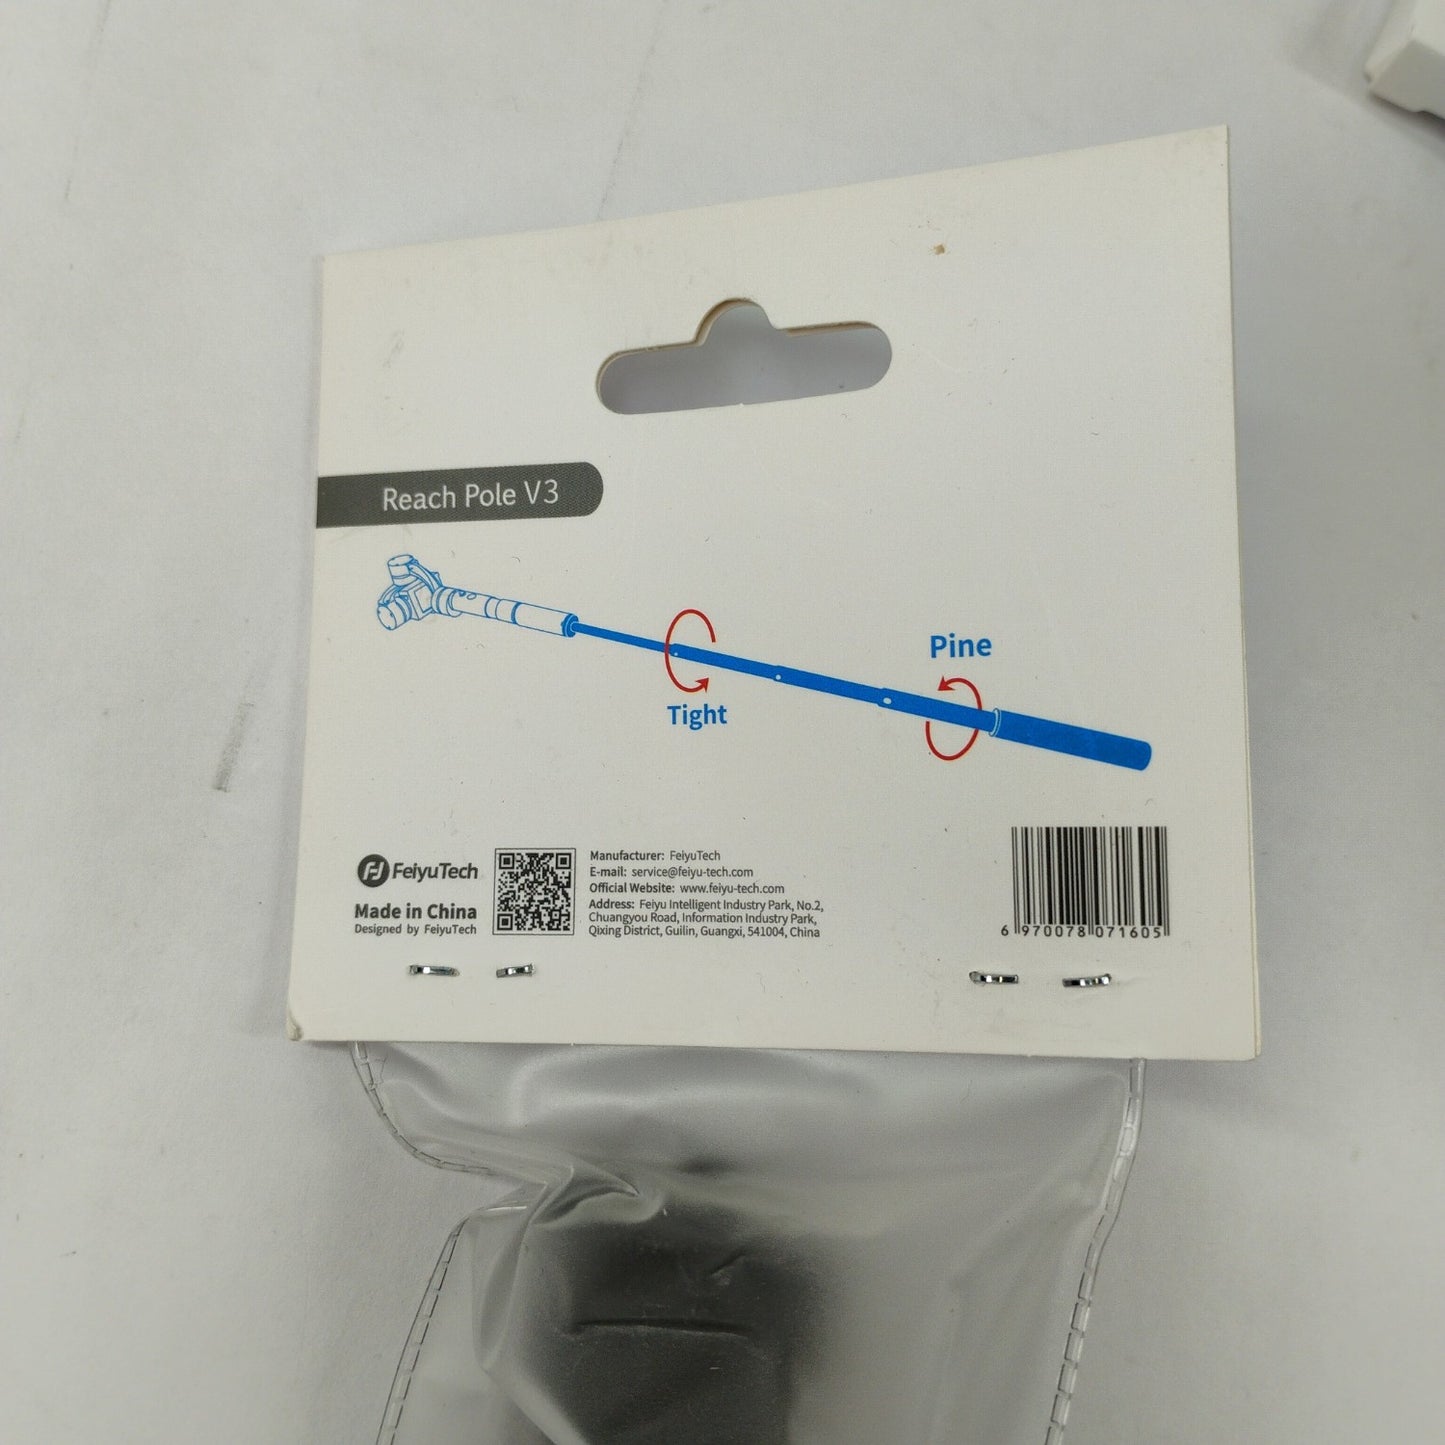 Reach Pole V3
Pine
Tight
FeiyuTech
Made in China
Designed by FeiyuTech
Manufacturer: FeiyuTech
E-mail: service@feiyu-tech.com
Official Website: www.feiyu-tech.com
Address: Feiyu Intelligent Industry Park, No.2,
Chuangyou Road, Information Industry Park,
Qixing District, Guilin, Guangxi, 541004, China
6 970078 071605